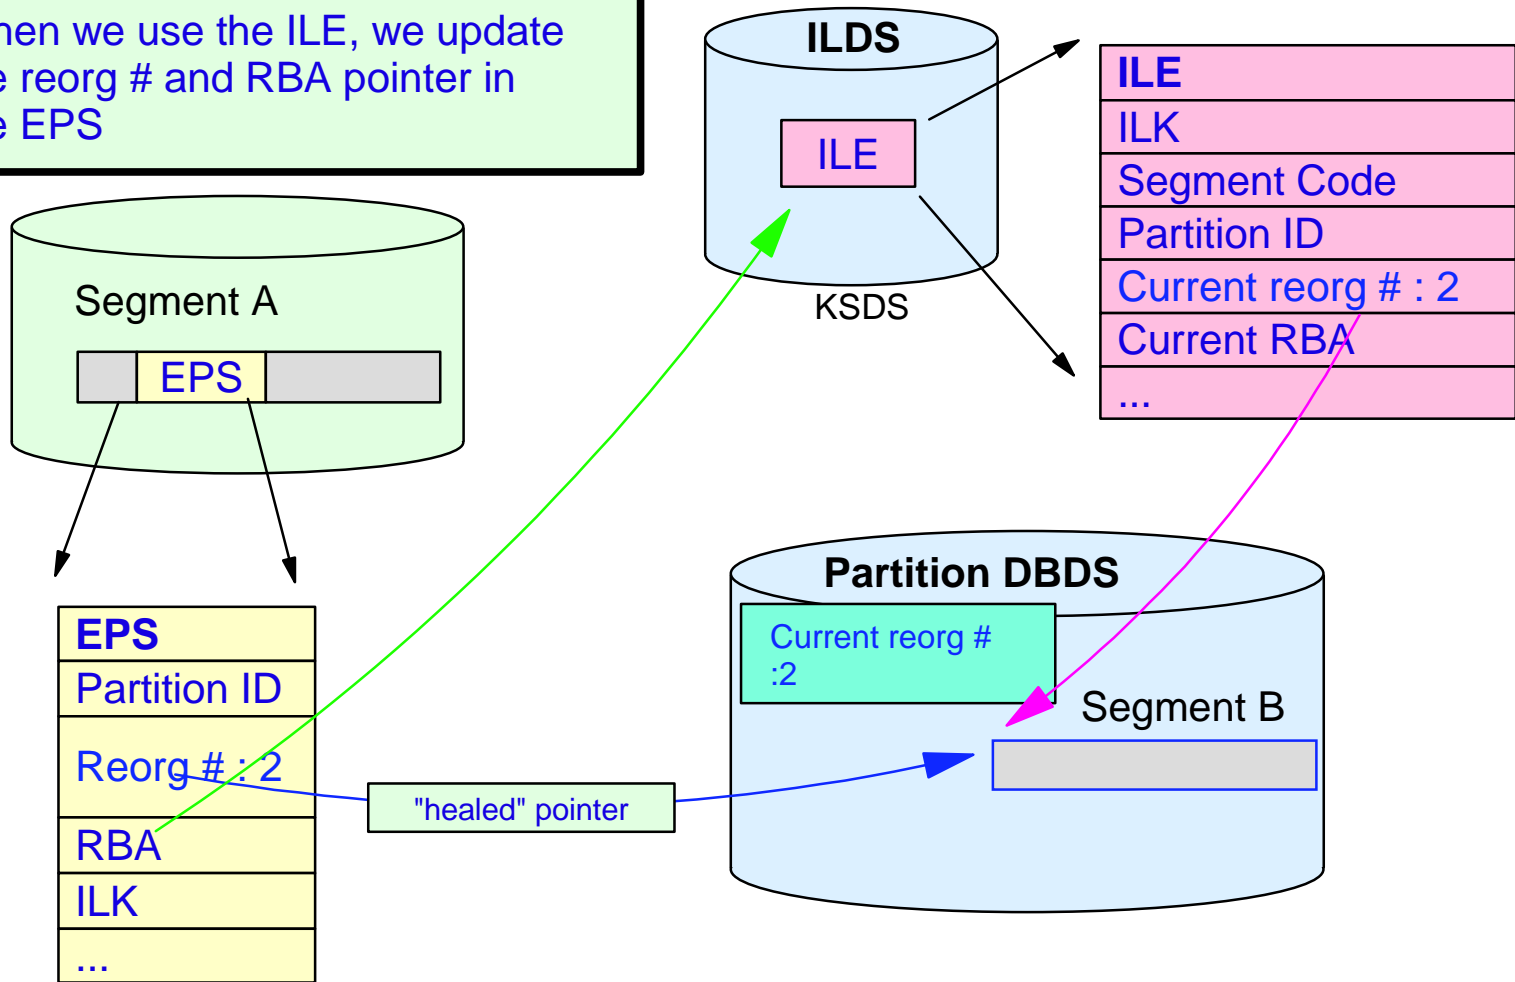 hen we use the ILE, we update
e reorg # and RBA pointer in
e EPS
ILDS
ILE
KSDS
ILE
ILK
Segment Code
Partition ID
Current reorg # : 2
Current RBA
...
Segment A
EPS
EPS
Partition ID
Reorg # : 2
RBA
ILK
...
"healed" pointer
Partition DBDS
Current reorg #
:2
Segment B